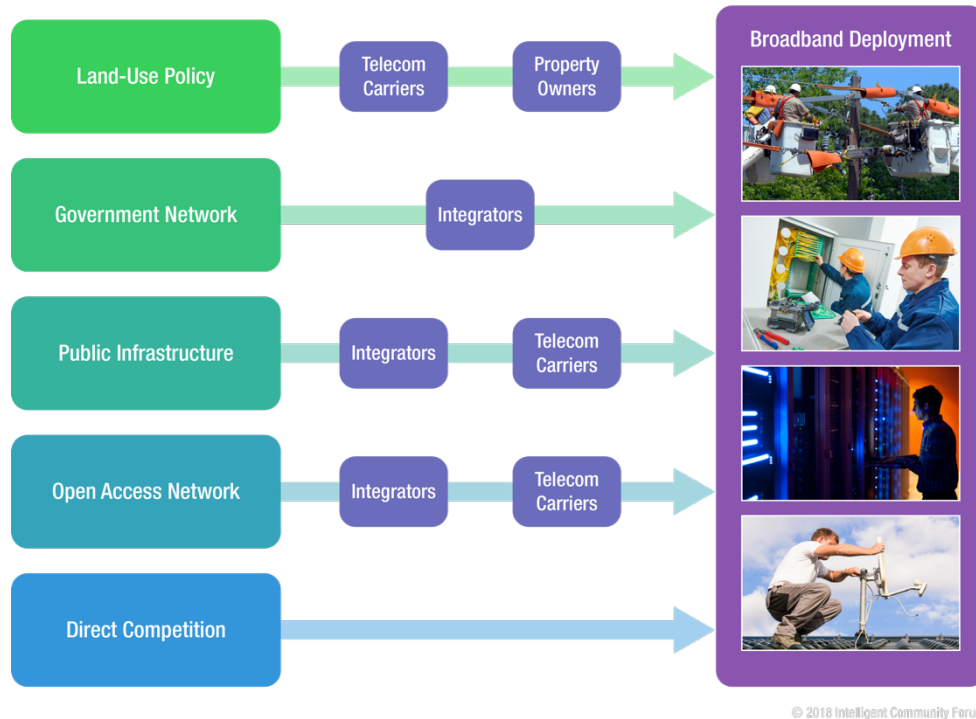 Land-Use Policy
Telecom
Carriers
Property
Owners
Broadband Deployment
Government Network
Integrators
Public Infrastructure
Integrators
Telecom
Carriers
Open Access Network
Integrators
Telecom
Carriers
Direct Competition
© 2018 Intelligent Community Foru